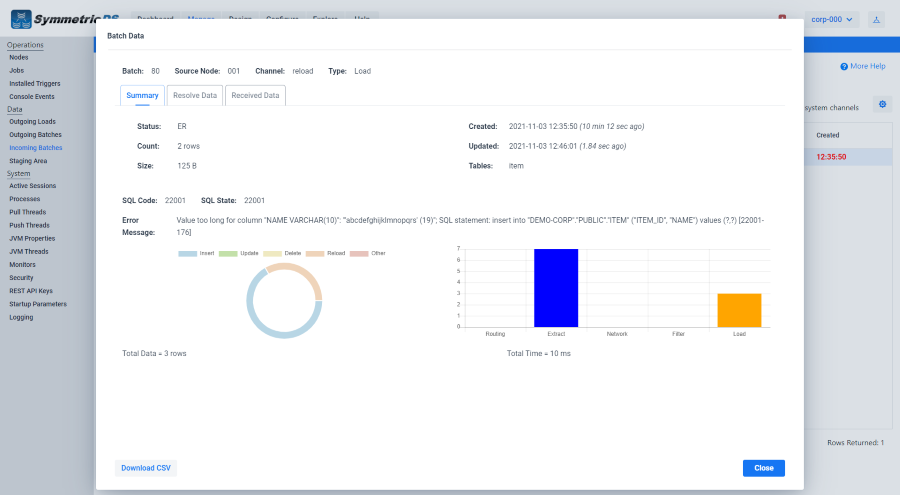 SymmetricDS
Dashboard Manage Design Configure Explore Help
corp-000
Operations
Nodes
Jobs
Installed Triggers
Console Events
Data
Outgoing Loads
Outgoing Batches
Incoming Batches
Staging Area
System
Active Sessions
Processes
Pull Threads
Push Threads
JVM Properties
JVM Threads
Monitors
Security
REST API Keys
Startup Parameters
Logging
More Help
system channels
Created
12:35:50
Rows Returned: 1
Batch Data
Batch: 80 Source Node: 001 Channel: reload Type: Load
Summary Resolve Data Received Data
Status: ER
Created: 2021-11-03 12:35:50 (10 min 12 sec ago)
Count: 2 rows
Updated: 2021-11-03 12:46:01 (1.84 sec ago)
Size: 125 B
Tables: item
SQL Code: 22001 SQL State: 22001
Error Message: Value too long for column "NAME VARCHAR(10)": "'abcdefghijklmnopqrs' (19)"; SQL statement: insert into "DEMO-CORP"."PUBLIC"."ITEM" ("ITEM_ID", "NAME") values (?,?) [22001-
176]
Insert Update Delete Reload Other
7
6
5
4
3
2
1
0
Routing Extract Network Filter Load
Total Data = 3 rows
Total Time = 10 ms
Download CSV
Close